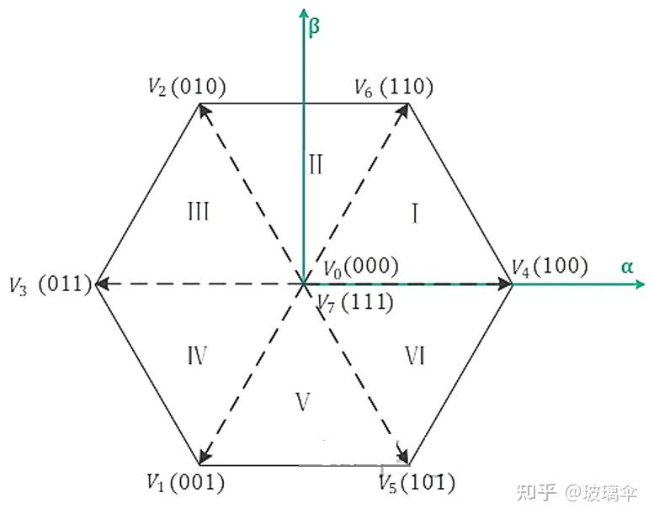 β
V2 (010) V6 (110)
II
III I
V0 (000) V4 (100) α
V3 (011) V7 (111)
IV VI
V
V1 (001) V5 (101)
知乎 @玻璃伞